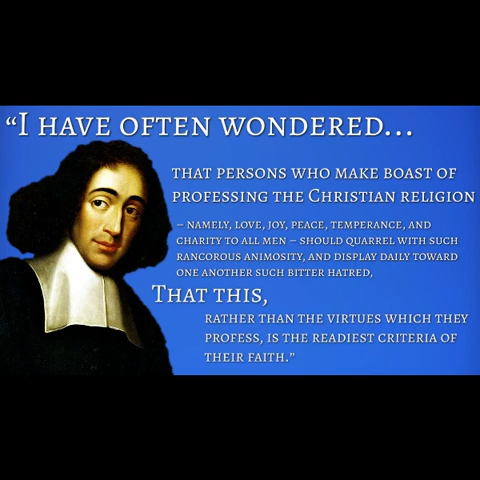 “I have often wondered...
that persons who make boast of
professing the Christian religion
– namely, love, joy, peace, temperance, and
charity to all men – should quarrel with such
rancorous animosity, and display daily toward
one another such bitter hatred,
That this,
rather than the virtues which they
profess, is the readiest criteria of
their faith.”